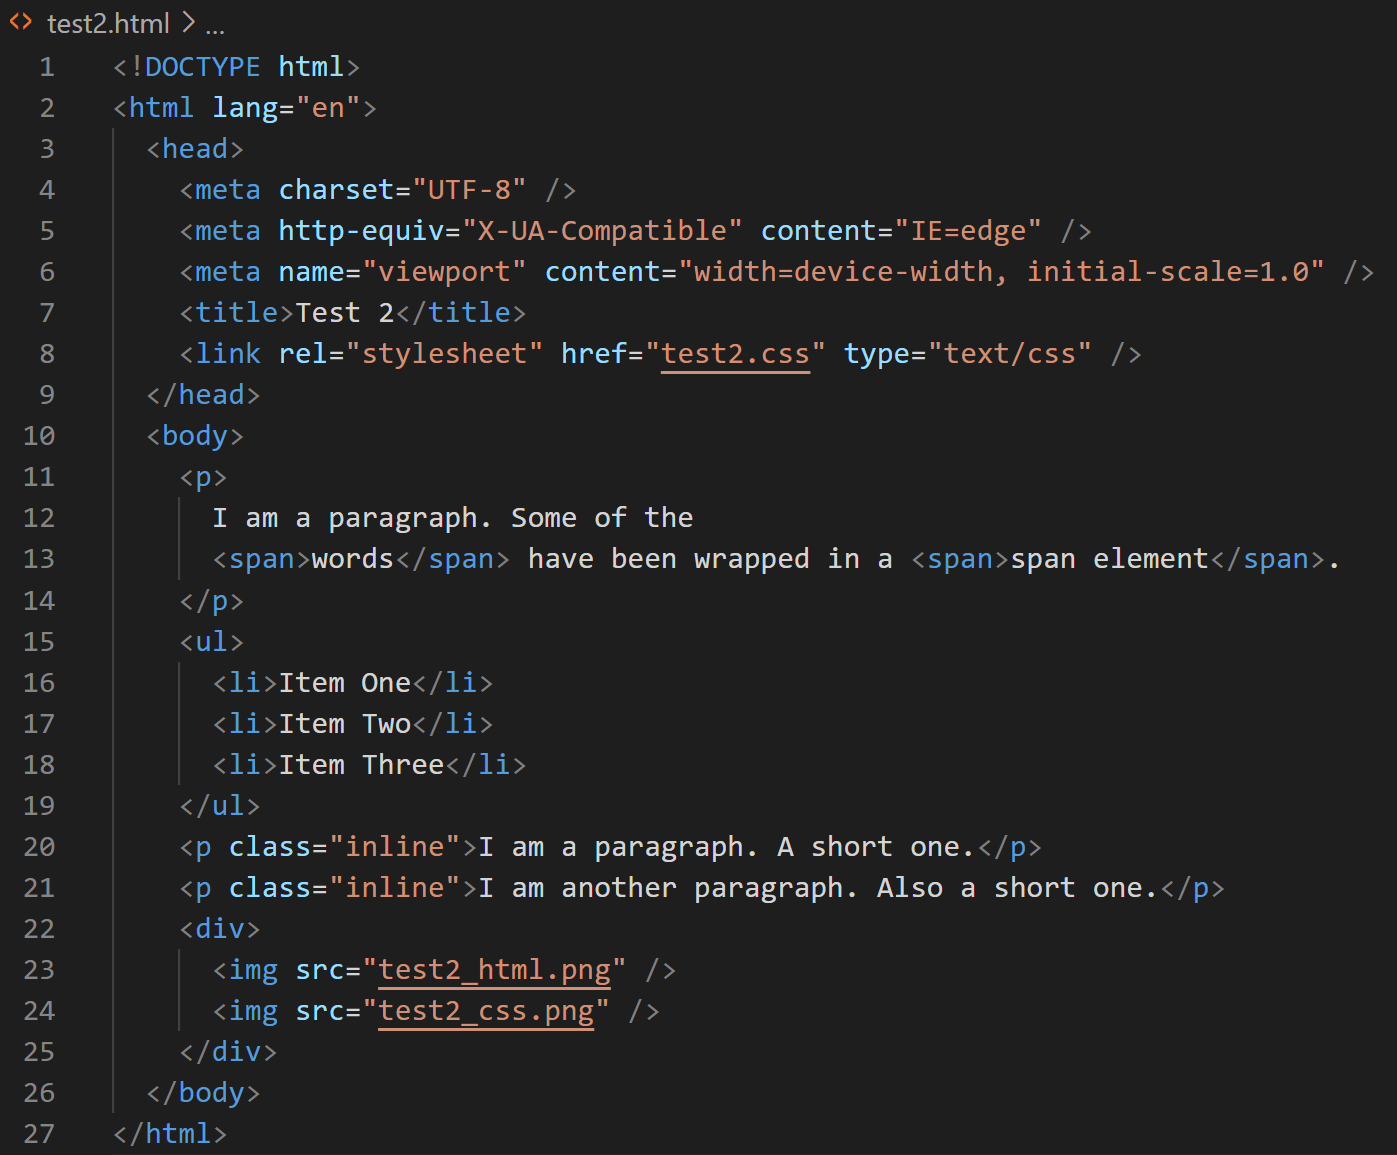 test2.html > ...
1 <!DOCTYPE html>
2 <html lang="en">
3   <head>
4     <meta charset="UTF-8" />
5     <meta http-equiv="X-UA-Compatible" content="IE=edge" />
6     <meta name="viewport" content="width=device-width, initial-scale=1.0" />
7     <title>Test 2</title>
8     <link rel="stylesheet" href="test2.css" type="text/css" />
9   </head>
10   <body>
11     <p>
12       I am a paragraph. Some of the
13       <span>words</span> have been wrapped in a <span>span element</span>.
14     </p>
15     <ul>
16       <li>Item One</li>
17       <li>Item Two</li>
18       <li>Item Three</li>
19     </ul>
20     <p class="inline">I am a paragraph. A short one.</p>
21     <p class="inline">I am another paragraph. Also a short one.</p>
22     <div>
23       <img src="test2_html.png" />
24       <img src="test2_css.png" />
25     </div>
26   </body>
27 </html>